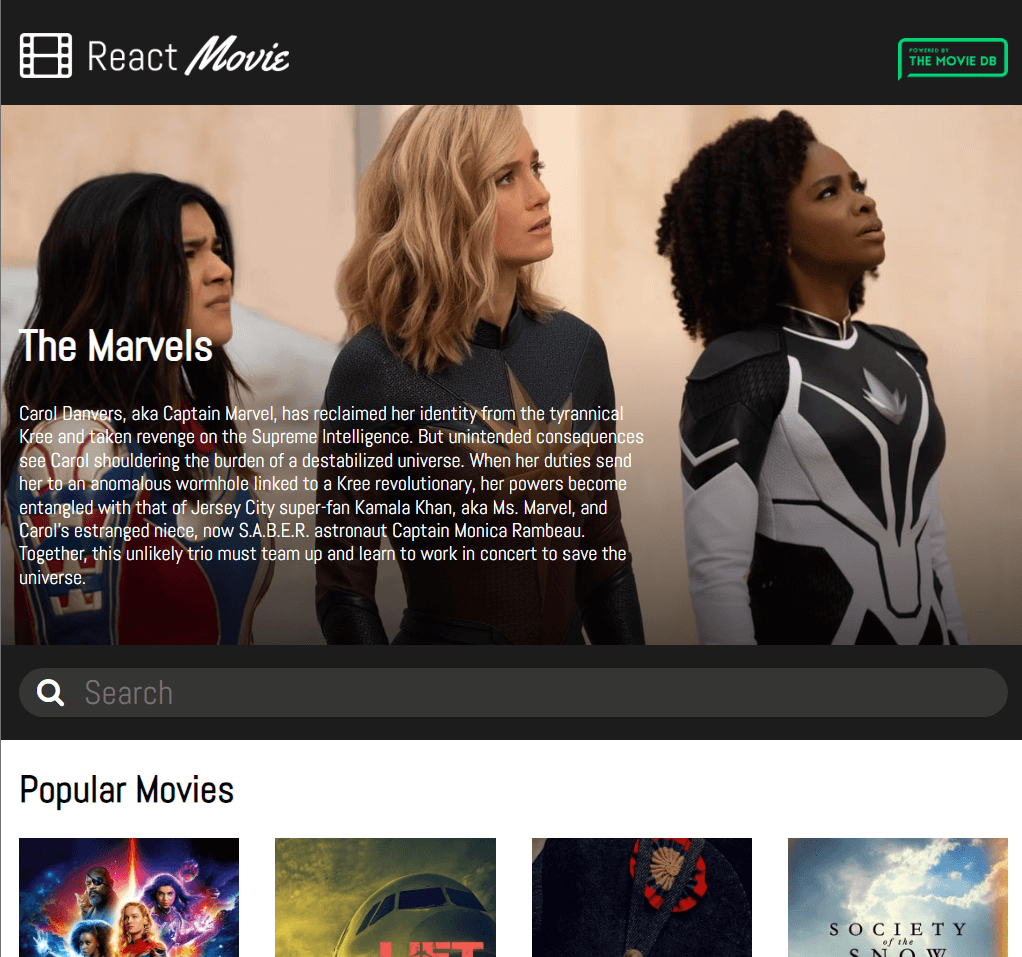 React Movie
POWERED BY
THE MOVIE DB
The Marvels
Carol Danvers, aka Captain Marvel, has reclaimed her identity from the tyrannical
Kree and taken revenge on the Supreme Intelligence. But unintended consequences
see Carol shouldering the burden of a destabilized universe. When her duties send
her to an anomalous wormhole linked to a Kree revolutionary, her powers become
entangled with that of Jersey City super-fan Kamala Khan, aka Ms. Marvel, and
Carol's estranged niece, now S.A.B.E.R. astronaut Captain Monica Rambeau.
Together, this unlikely trio must team up and learn to work in concert to save the
universe.
Search
Popular Movies
LIFT
SOCIETY
of the
SNOW